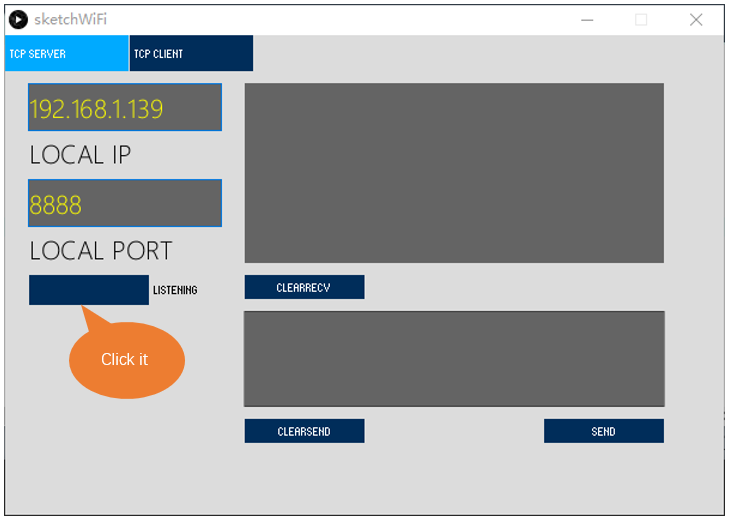 sketchWiFi
TCP SERVER
TCP CLIENT
192.168.1.139
LOCAL IP
8888
LOCAL PORT
LISTENING
Click it
CLEARRECV
CLEARSEND
SEND